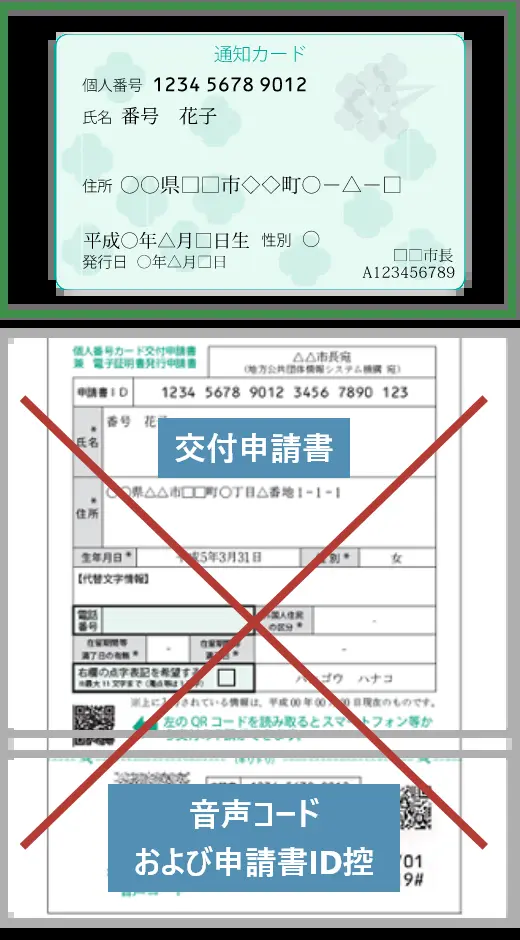 通知カード
個人番号 1234 5678 9012
氏名 番号 花子
住所 〇〇県□□市◇◇町〇ー△ー□
平成〇年△月□日生 性別 〇
発行日 〇年△月□日
□□市長
A123456789
個人番号カード交付申請書
兼 電子証明書発行申請書
△△市長宛
(地方公共団体情報システム機構 宛)
申請書ID 1234 5678 9012 3456 7890 123
氏名* 番号 花子
交付申請書
住所* 〇〇県△△市□□町〇丁目△番地1-1-1
生年月日* 平成5年3月31日 性別* 女
【代替文字情報】
電話番号 外国人住民の区分* -
在留期間等満了日の有無* - 在留期間等満了日* -
右欄の点字表記を希望する
バンゴウ ハナコ
※上に印字されている情報は、平成00年00月00日現在のものです。
左のQRコードを読み取るとスマートフォン等か
音声コード
および申請書ID控